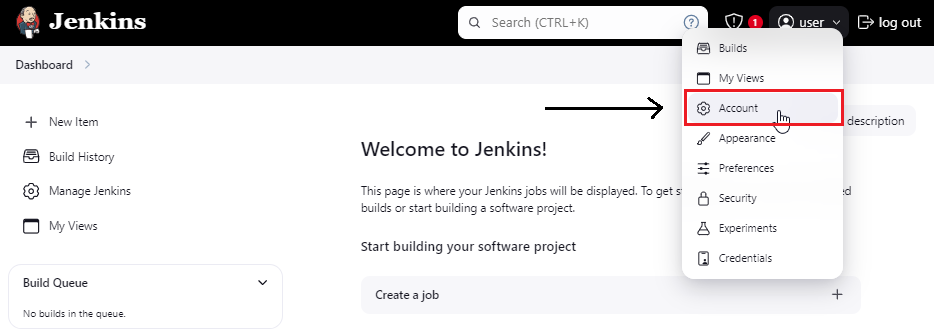 Jenkins
Search (CTRL+K)
?
1
user
log out
Dashboard
Builds
My Views
Account
Appearance
Preferences
Security
Experiments
Credentials
description
New Item
Build History
Manage Jenkins
My Views
Build Queue
No builds in the queue.
Welcome to Jenkins!
This page is where your Jenkins jobs will be displayed. To get
builds or start building a software project.
Start building your software project
Create a job